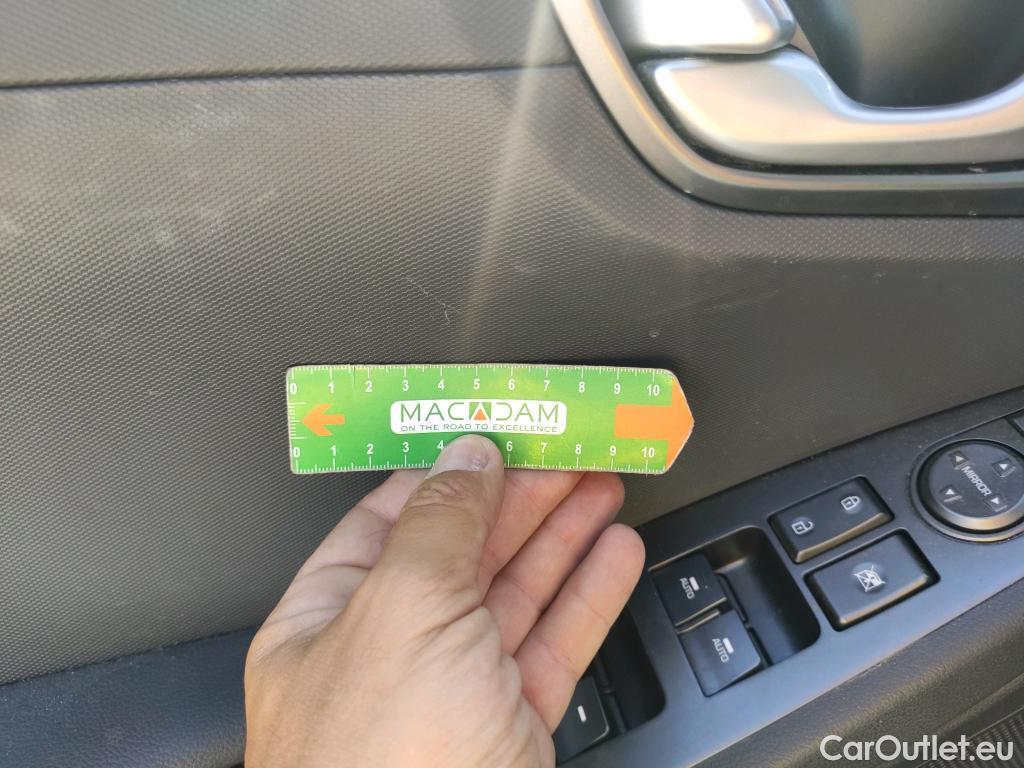 0 1 2 3 4 5 6 7 8 9 10
MACADAM
ON THE ROAD TO EXCELLENCE
0 1 2 3 4 6 7 8 9 10
MIRROR
AUTO
AUTO
CarOutlet.eu